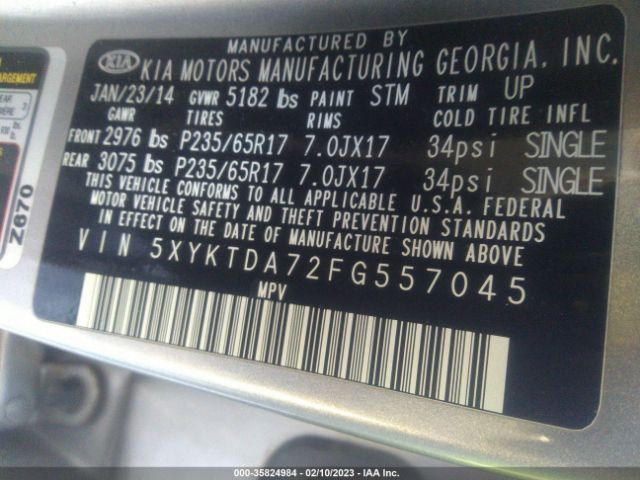 MANUFACTURED BY
KIA KIA MOTORS MANUFACTURING GEORGIA, INC.
JAN/23/14 GVWR 5182 lbs PAINT STM TRIM UP
GAWR TIRES RIMS COLD TIRE INFL
FRONT 2976 lbs P235/65R17 7.0JX17 34psi SINGLE
REAR 3075 lbs P235/65R17 7.0JX17 34psi SINGLE
THIS VEHICLE CONFORMS TO ALL APPLICABLE U.S.A. FEDERAL
MOTOR VEHICLE SAFETY AND THEFT PREVENTION STANDARDS
IN EFFECT ON THE DATE OF MANUFACTURE SHOWN ABOVE
VIN 5XYKTDA72FG557045
MPV
Z670
000-35824984 - 02/10/2023 - IAA Inc.